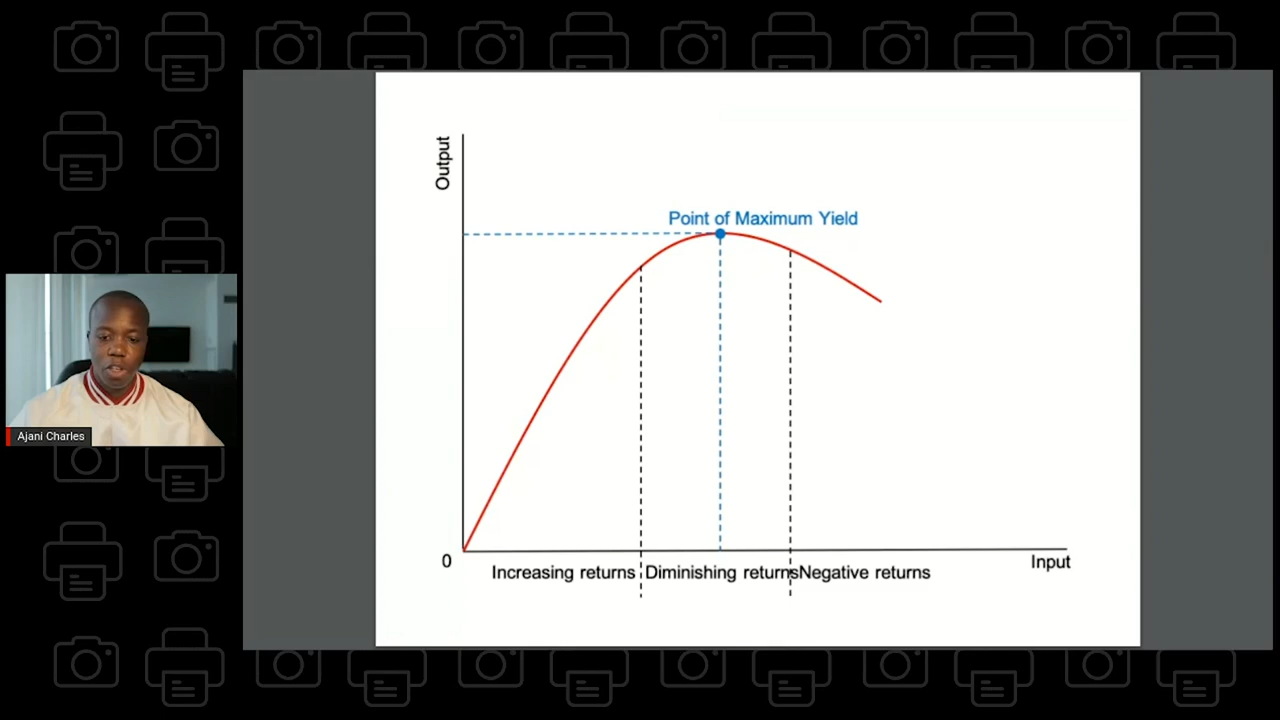 Output
Point of Maximum Yield
Ajani Charles
0
Input
Increasing returns Diminishing returns Negative returns